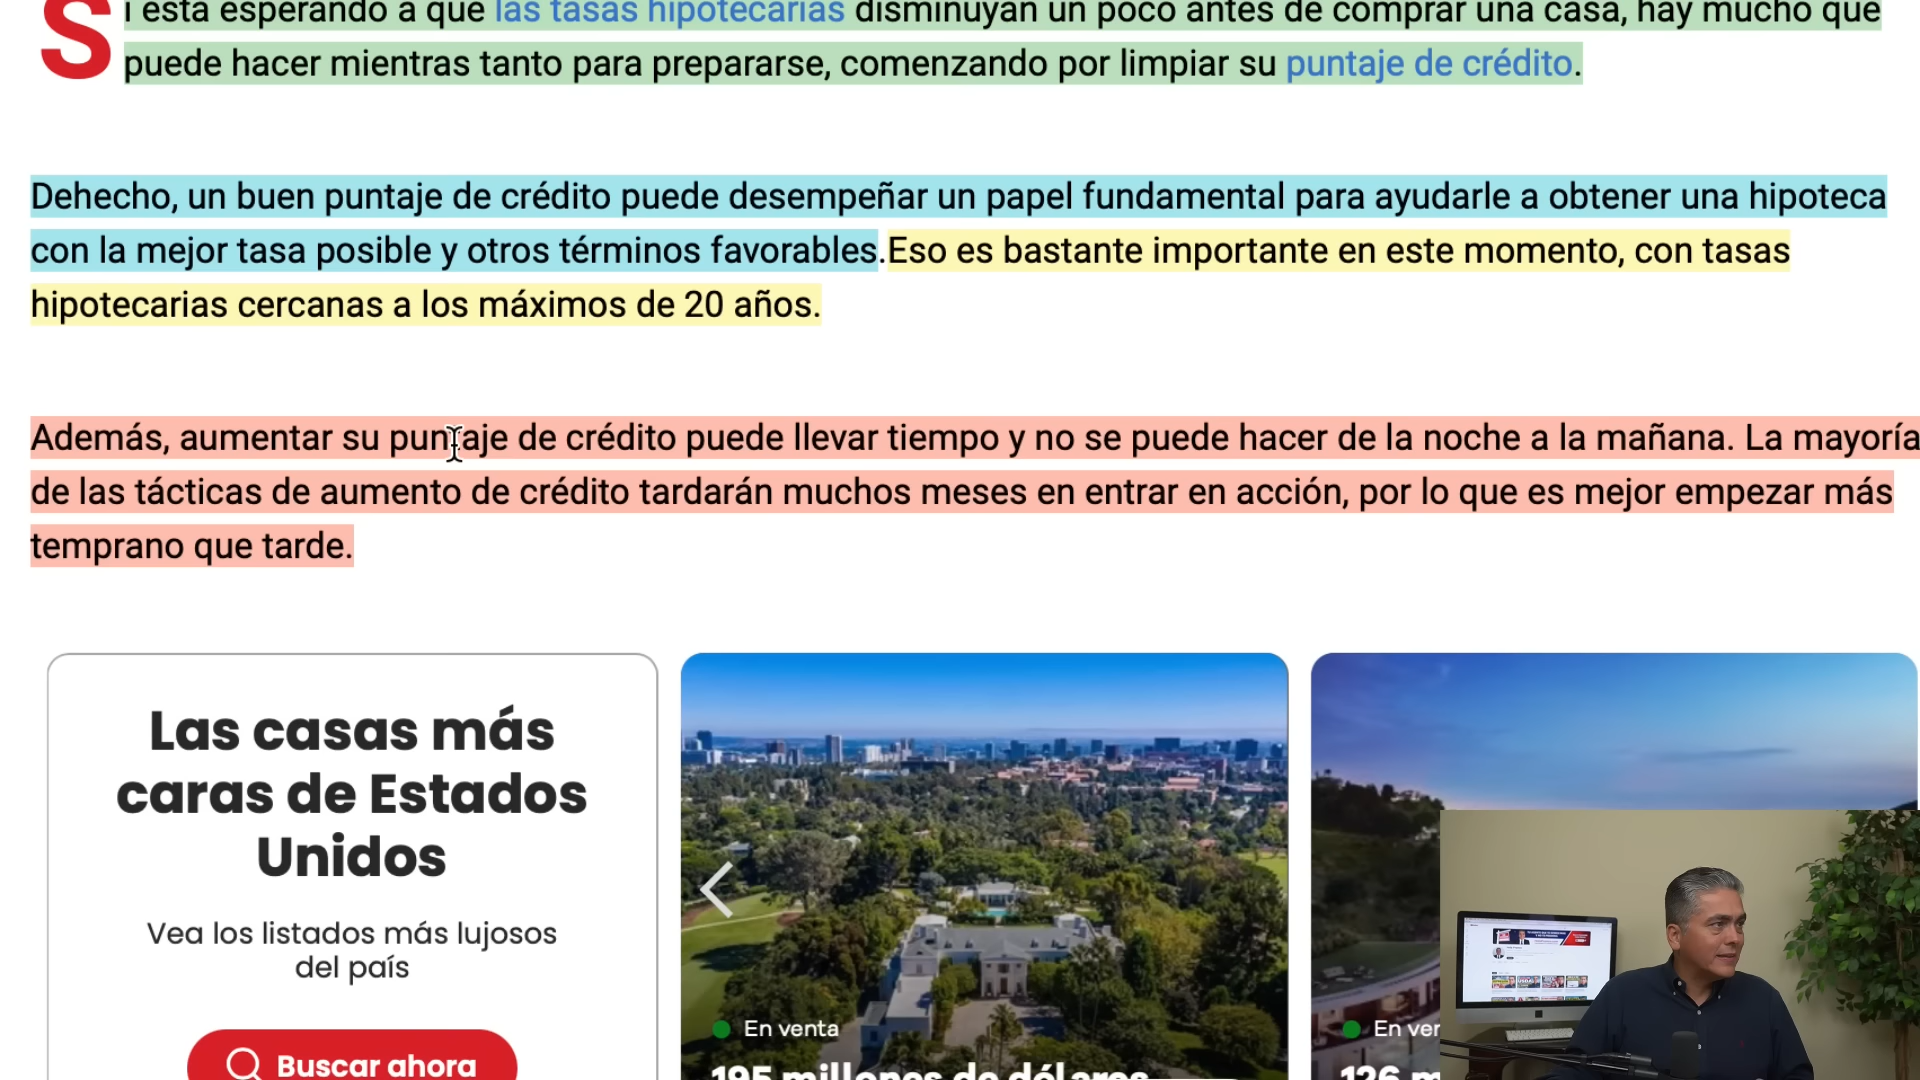 Si está esperando a que las tasas hipotecarias disminuyan un poco antes de comprar una casa, hay mucho que
puede hacer mientras tanto para prepararse, comenzando por limpiar su puntaje de crédito.
Dehecho, un buen puntaje de crédito puede desempeñar un papel fundamental para ayudarle a obtener una hipoteca
con la mejor tasa posible y otros términos favorables.Eso es bastante importante en este momento, con tasas
hipotecarias cercanas a los máximos de 20 años.
Además, aumentar su puntaje de crédito puede llevar tiempo y no se puede hacer de la noche a la mañana. La mayoría
de las tácticas de aumento de crédito tardarán muchos meses en entrar en acción, por lo que es mejor empezar más
temprano que tarde.
Las casas más
caras de Estados
Unidos
Vea los listados más lujosos
del país
Buscar ahora
En venta
195 millones de dólares
En ver
126 m